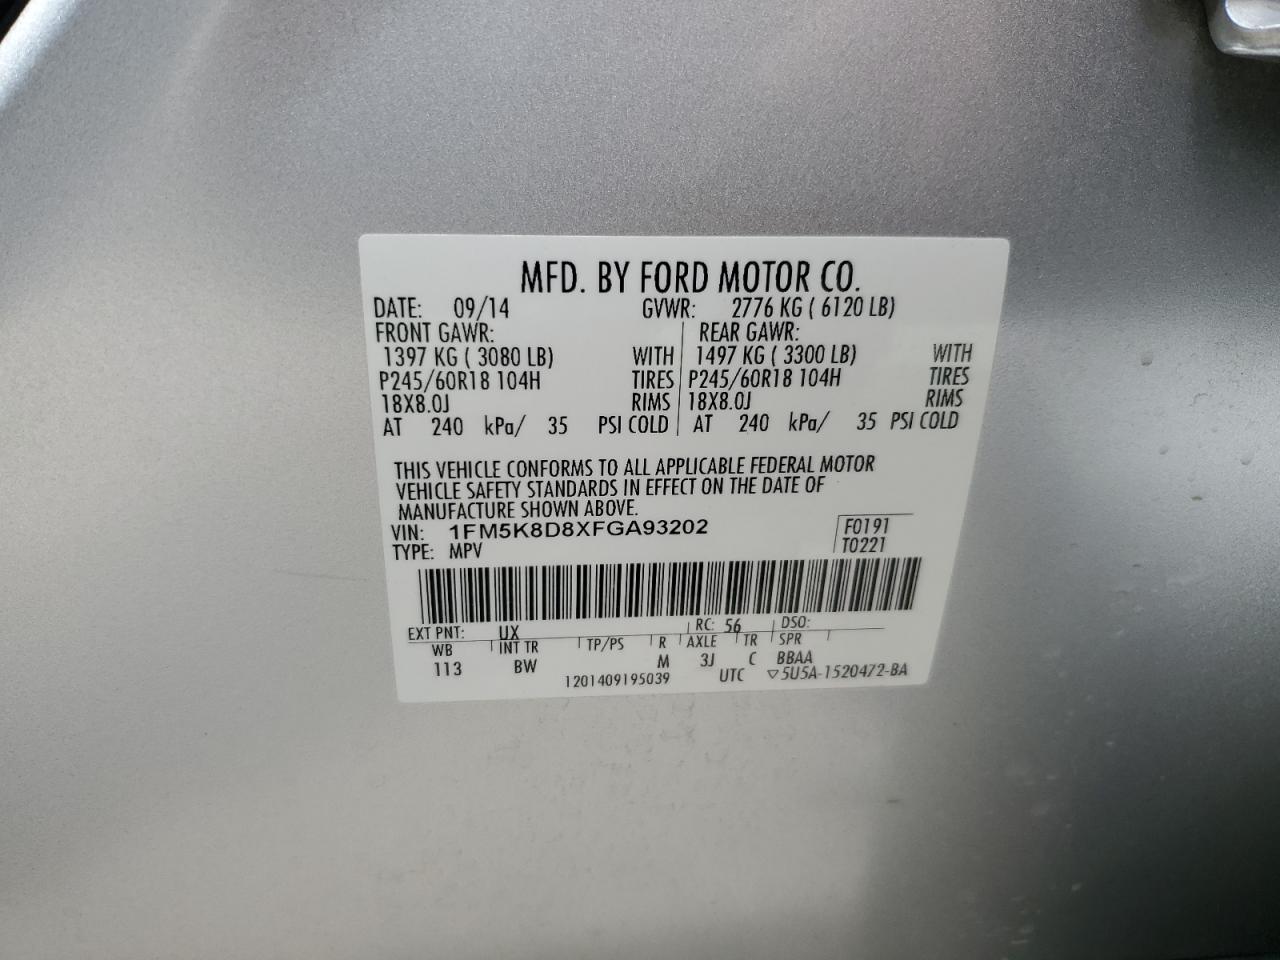 MFD. BY FORD MOTOR CO.
DATE: 09/14 GVWR: 2776 KG ( 6120 LB)
FRONT GAWR: REAR GAWR:
1397 KG ( 3080 LB) WITH 1497 KG ( 3300 LB) WITH
P245/60R18 104H TIRES P245/60R18 104H TIRES
18X8.0J RIMS 18X8.0J RIMS
AT 240 kPa/ 35 PSI COLD AT 240 kPa/ 35 PSI COLD
THIS VEHICLE CONFORMS TO ALL APPLICABLE FEDERAL MOTOR
VEHICLE SAFETY STANDARDS IN EFFECT ON THE DATE OF
MANUFACTURE SHOWN ABOVE.
VIN: 1FM5K8D8XFGA93202 F0191
TYPE: MPV T0221
EXT PNT: UX RC: 56 DSO:
WB INT TR TP/PS R AXLE TR SPR
113 BW M 3J C BBAA
1201409195039 UTC ▽5U5A-1520472-BA